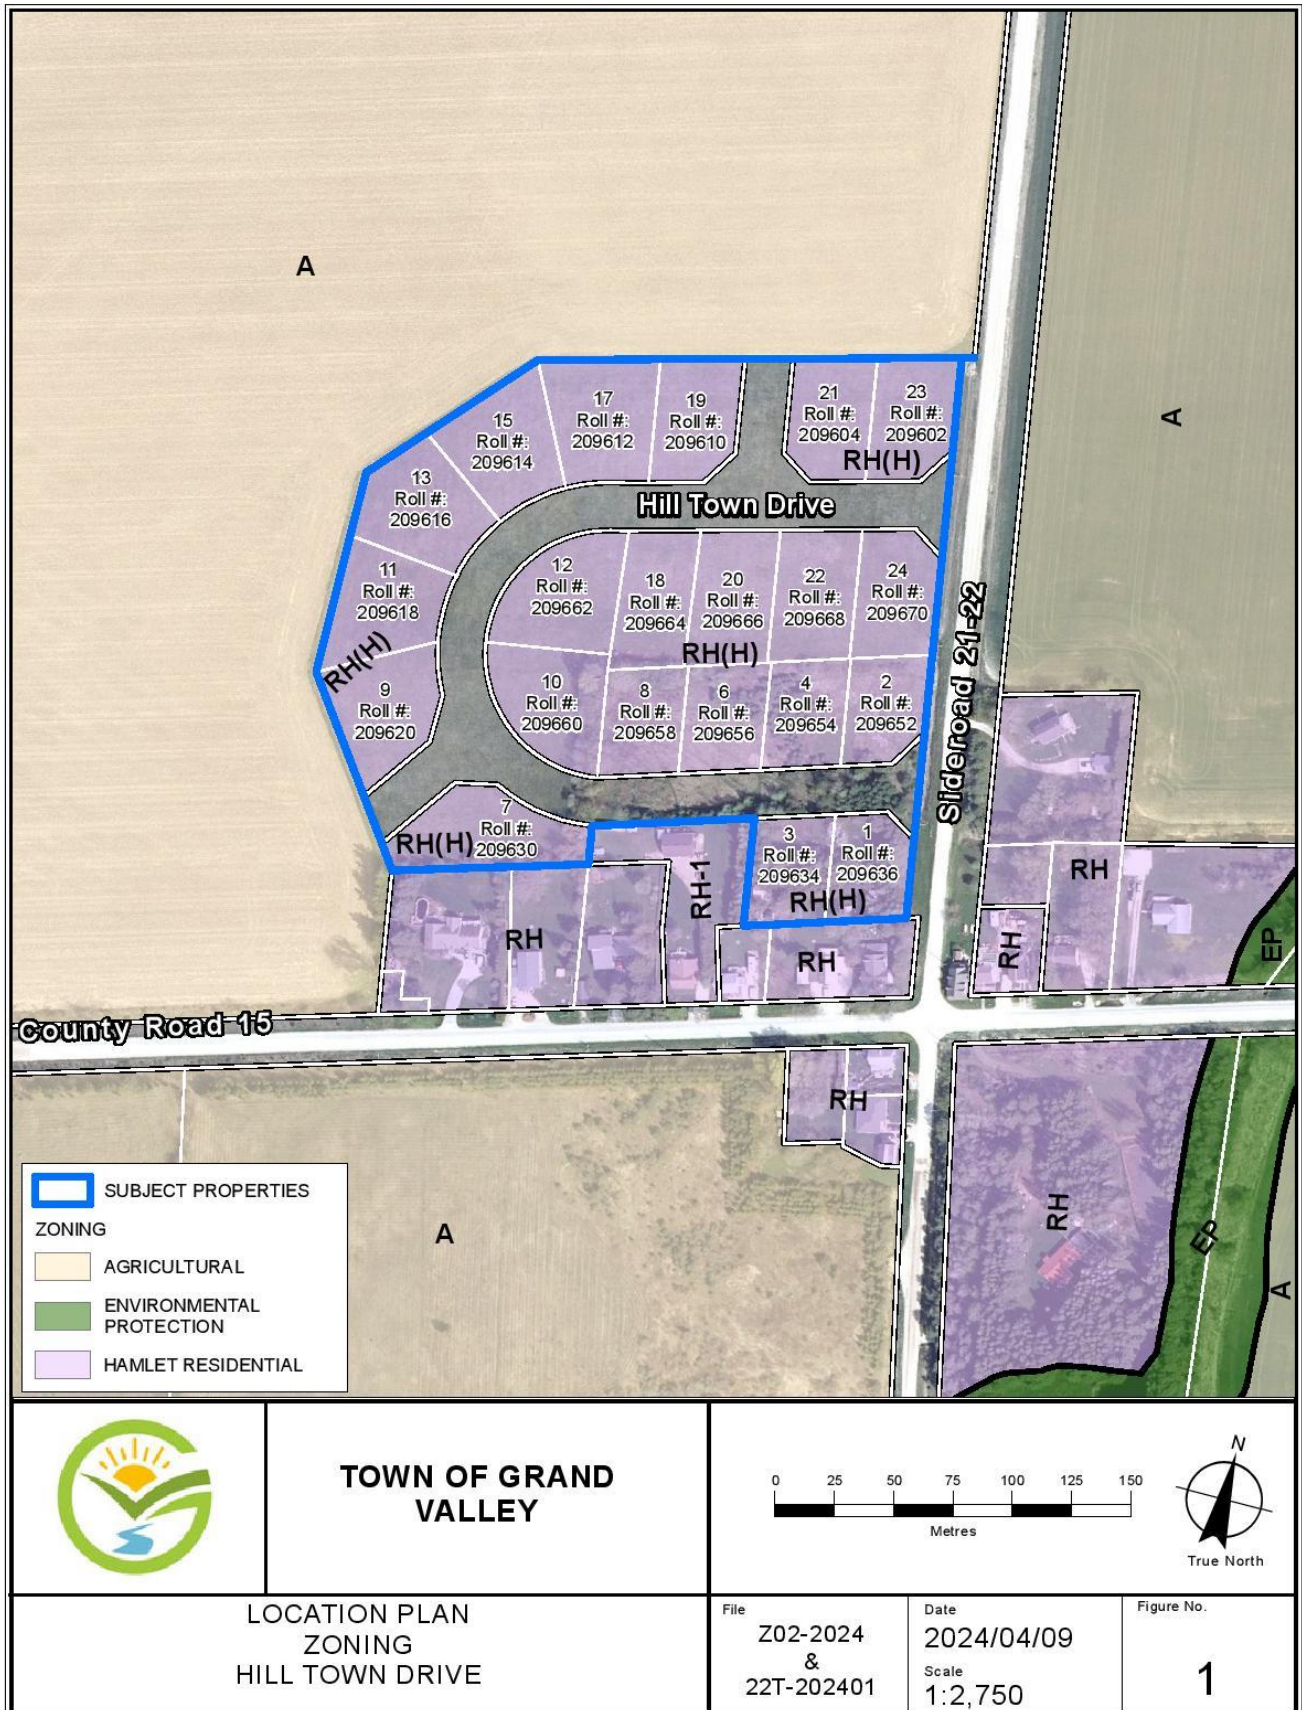 A
17
Roll #:
209612
19
Roll #:
209610
21
Roll #:
209604
23
Roll #:
209602
RH(H)
A
15
Roll #:
209614
13
Roll #:
209616
Hill Town Drive
11
Roll #:
209618
RH(H)
9
Roll #:
209620
12
Roll #:
209662
18
Roll #:
209664
20
Roll #:
209666
22
Roll #:
209668
24
Roll #:
209670
RH(H)
10
Roll #:
209660
8
Roll #:
209658
6
Roll #:
209656
4
Roll #:
209654
2
Roll #:
209652
Sideroad 21-22
7
Roll #:
209630
RH(H)
3
Roll #:
209634
1
Roll #:
209636
RH(H)
RH-1
RH
RH
RH
RH
EP
County Road 15
RH
RH
EP
A
A
SUBJECT PROPERTIES
ZONING
AGRICULTURAL
ENVIRONMENTAL
PROTECTION
HAMLET RESIDENTIAL
TOWN OF GRAND
VALLEY
0 25 50 75 100 125 150
Metres
N
True North
LOCATION PLAN
ZONING
HILL TOWN DRIVE
File
Z02-2024
&
22T-202401
Date
2024/04/09
Scale
1:2,750
Figure No.
1